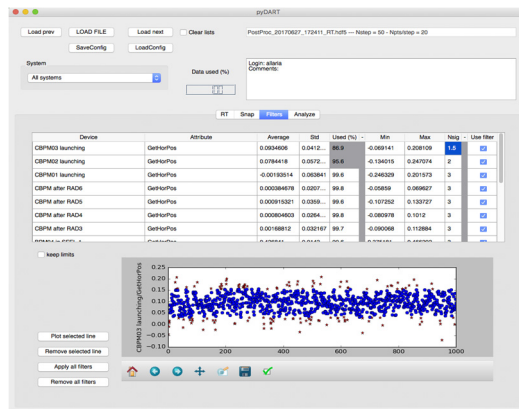 pyDART
Load prev LOAD FILE Load next Clear lists PostProc_20170627_172411_RT.hdf5 — Nstep = 50 - Npts/step = 20
SaveConfig LoadConfig
System Login: allaria
Data used (%) Comments:
All systems
RT Snap Filters Analyze
Device Attribute Average Std Used (%) - Min Max Nsig - Use filter
CBPM03 launching GetHorPos 0.0934606 0.0412... 86.9 -0.069141 0.208109 1.5
CBPM02 launching GetHorPos 0.0784418 0.0572... 95.6 -0.134015 0.247074 2
CBPM01 launching GetHorPos -0.00193514 0.063841 99.6 -0.246329 0.201573 3
CBPM after RAD6 GetHorPos 0.000384678 0.0207... 99.8 -0.05859 0.069627 3
CBPM after RAD5 GetHorPos 0.000915321 0.0359... 99.6 -0.107252 0.133727 3
CBPM after RAD4 GetHorPos 0.000804603 0.0264... 99.8 -0.080978 0.1012 3
CBPM after RAD3 GetHorPos 0.00168812 0.033167 99.7 -0.090068 0.112884 3
keep limits
CBPM03 launching/GetHorPos
0.25
0.20
0.15
0.10
0.05
0.00
−0.05
−0.10
0 200 400 600 800 1000
Plot selected line
Remove selected line
Apply all filters
Remove all filters